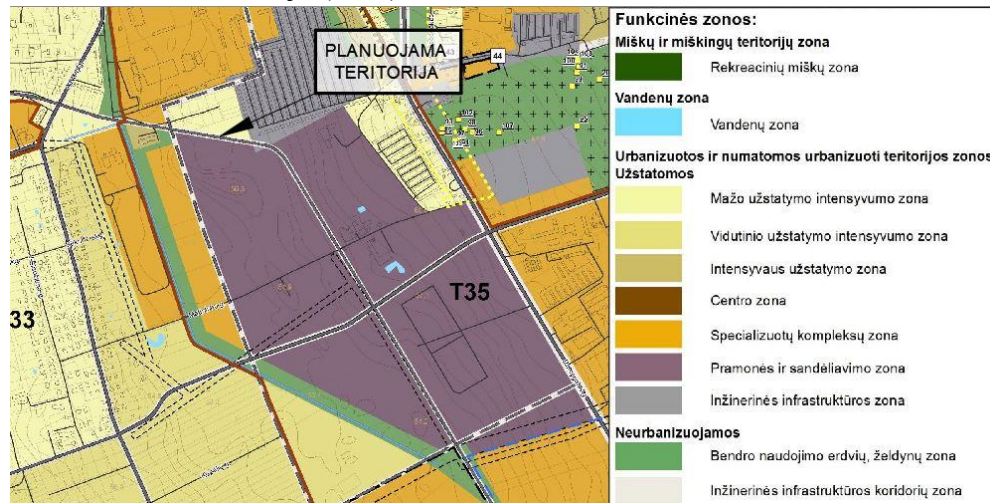 PLANUOJAMA
TERITORIJA
44
T35
33
Funkcinės zonos:
Miškų ir miškingų teritorijų zona
Rekreacinių miškų zona
Vandenų zona
Vandenų zona
Urbanizuotos ir numatomos urbanizuoti teritorijos zonos
Užstatomos
Mažo užstatymo intensyvumo zona
Vidutinio užstatymo intensyvumo zona
Intensyvaus užstatymo zona
Centro zona
Specializuotų kompleksų zona
Pramonės ir sandėliavimo zona
Inžinerinės infrastruktūros zona
Neurbanizuojamos
Bendro naudojimo erdvių, želdynų zona
Inžinerinės infrastruktūros koridorių zona